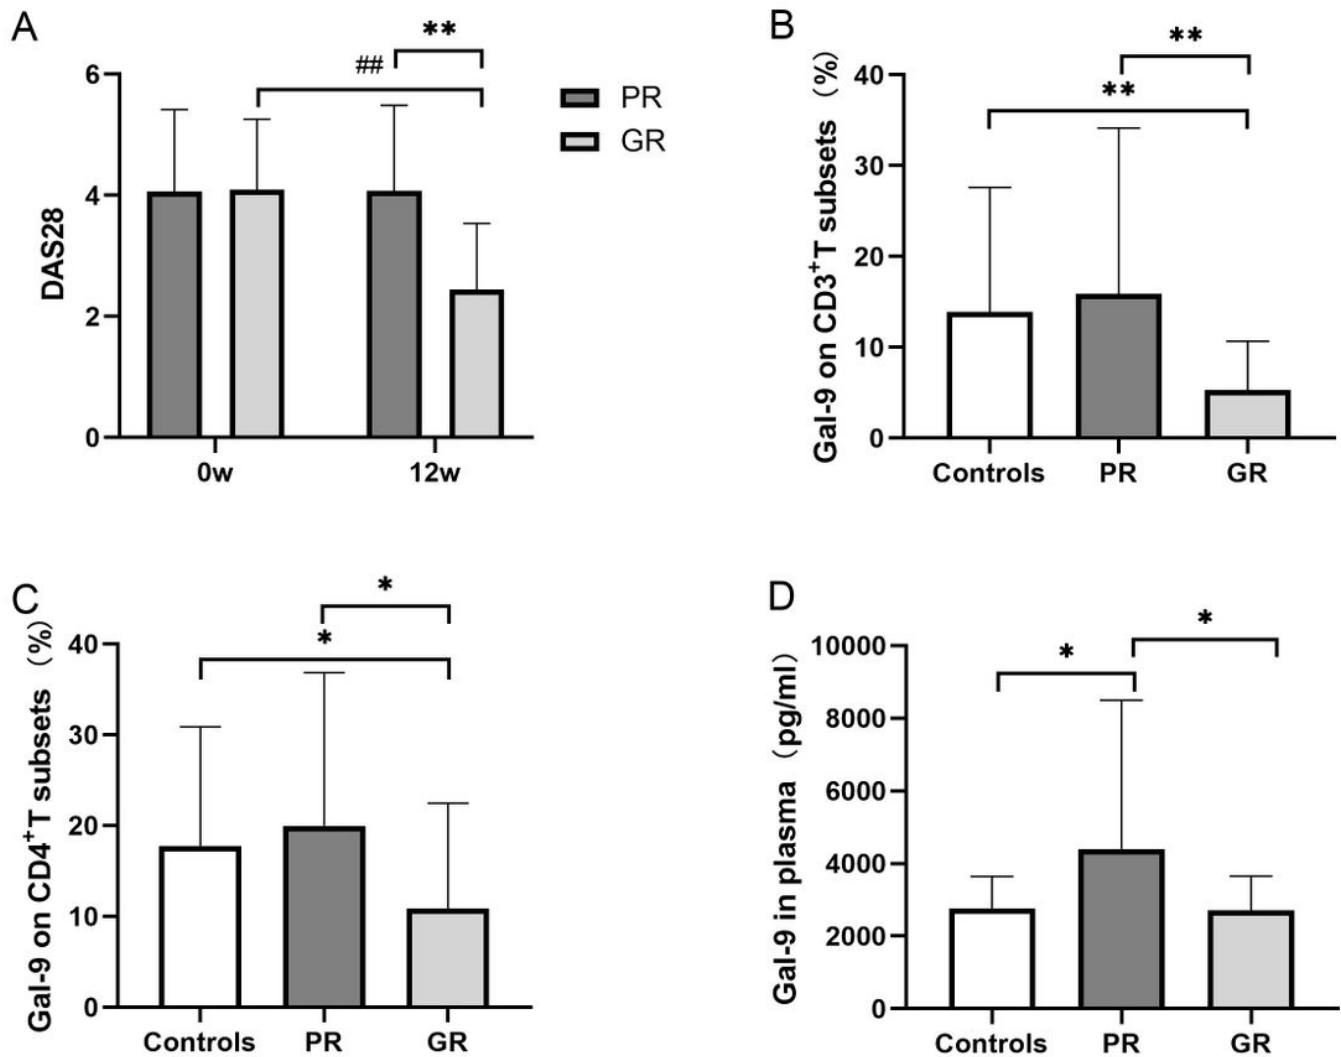 A
**
##
6
4
2
0
DAS28
0w
12w
PR
GR
B
**
**
40
30
20
10
0
Gal-9 on CD3⁺T subsets（%）
Controls
PR
GR
C
*
*
40
30
20
10
0
Gal-9 on CD4⁺T subsets（%）
Controls
PR
GR
D
*
*
10000
8000
6000
4000
2000
0
Gal-9 in plasma（pg/ml）
Controls
PR
GR